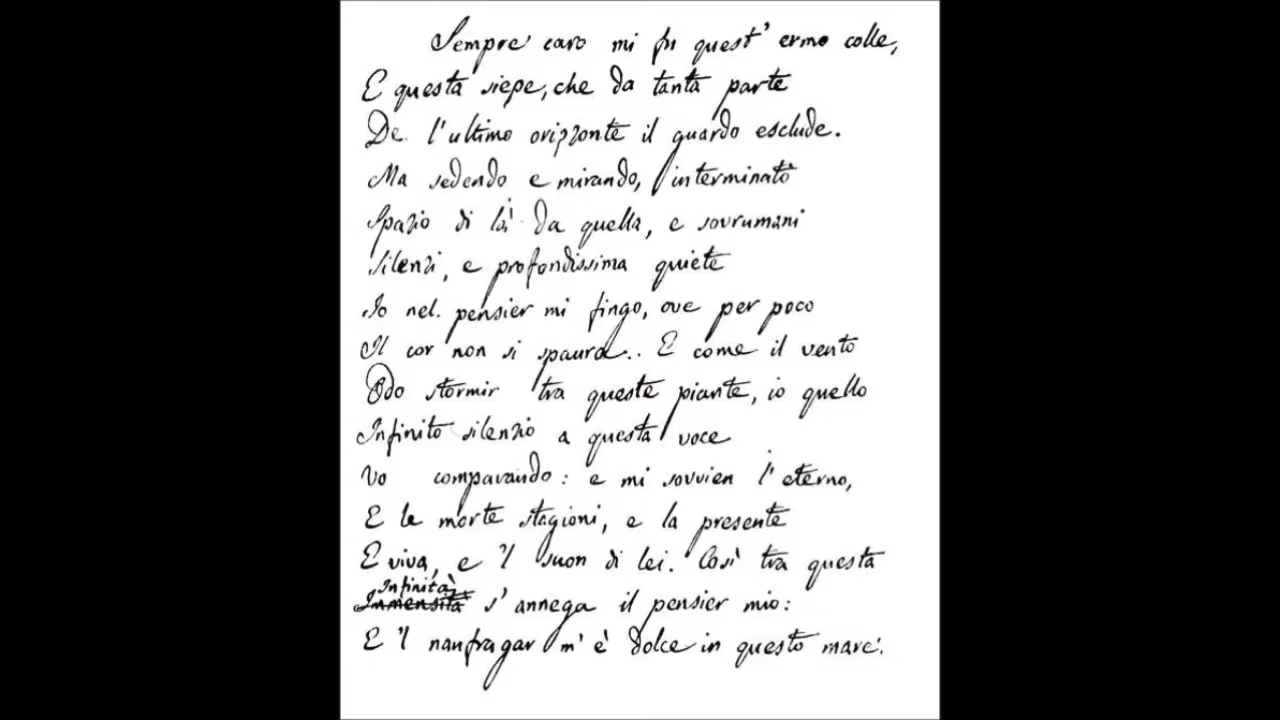 Sempre caro mi fu quest' ermo colle,
E questa siepe, che da tanta parte
De l'ultimo orizzonte il guardo esclude.
Ma sedendo e mirando, interminato
Spazio di là da quella, e sovrumani
Silenzi, e profondissima quiete
Io nel pensier mi fingo, ove per poco
Il cor non si spaura.. E come il vento
Odo stormir tra queste piante, io quello
Infinito silenzio a questa voce
Vo comparando: e mi sovvien l'eterno,
E le morte stagioni, e la presente
E viva, e 'l suon di lei. Così tra questa
Infinità
Immensità s'annega il pensier mio:
E 'l naufragar m'è dolce in questo mare.